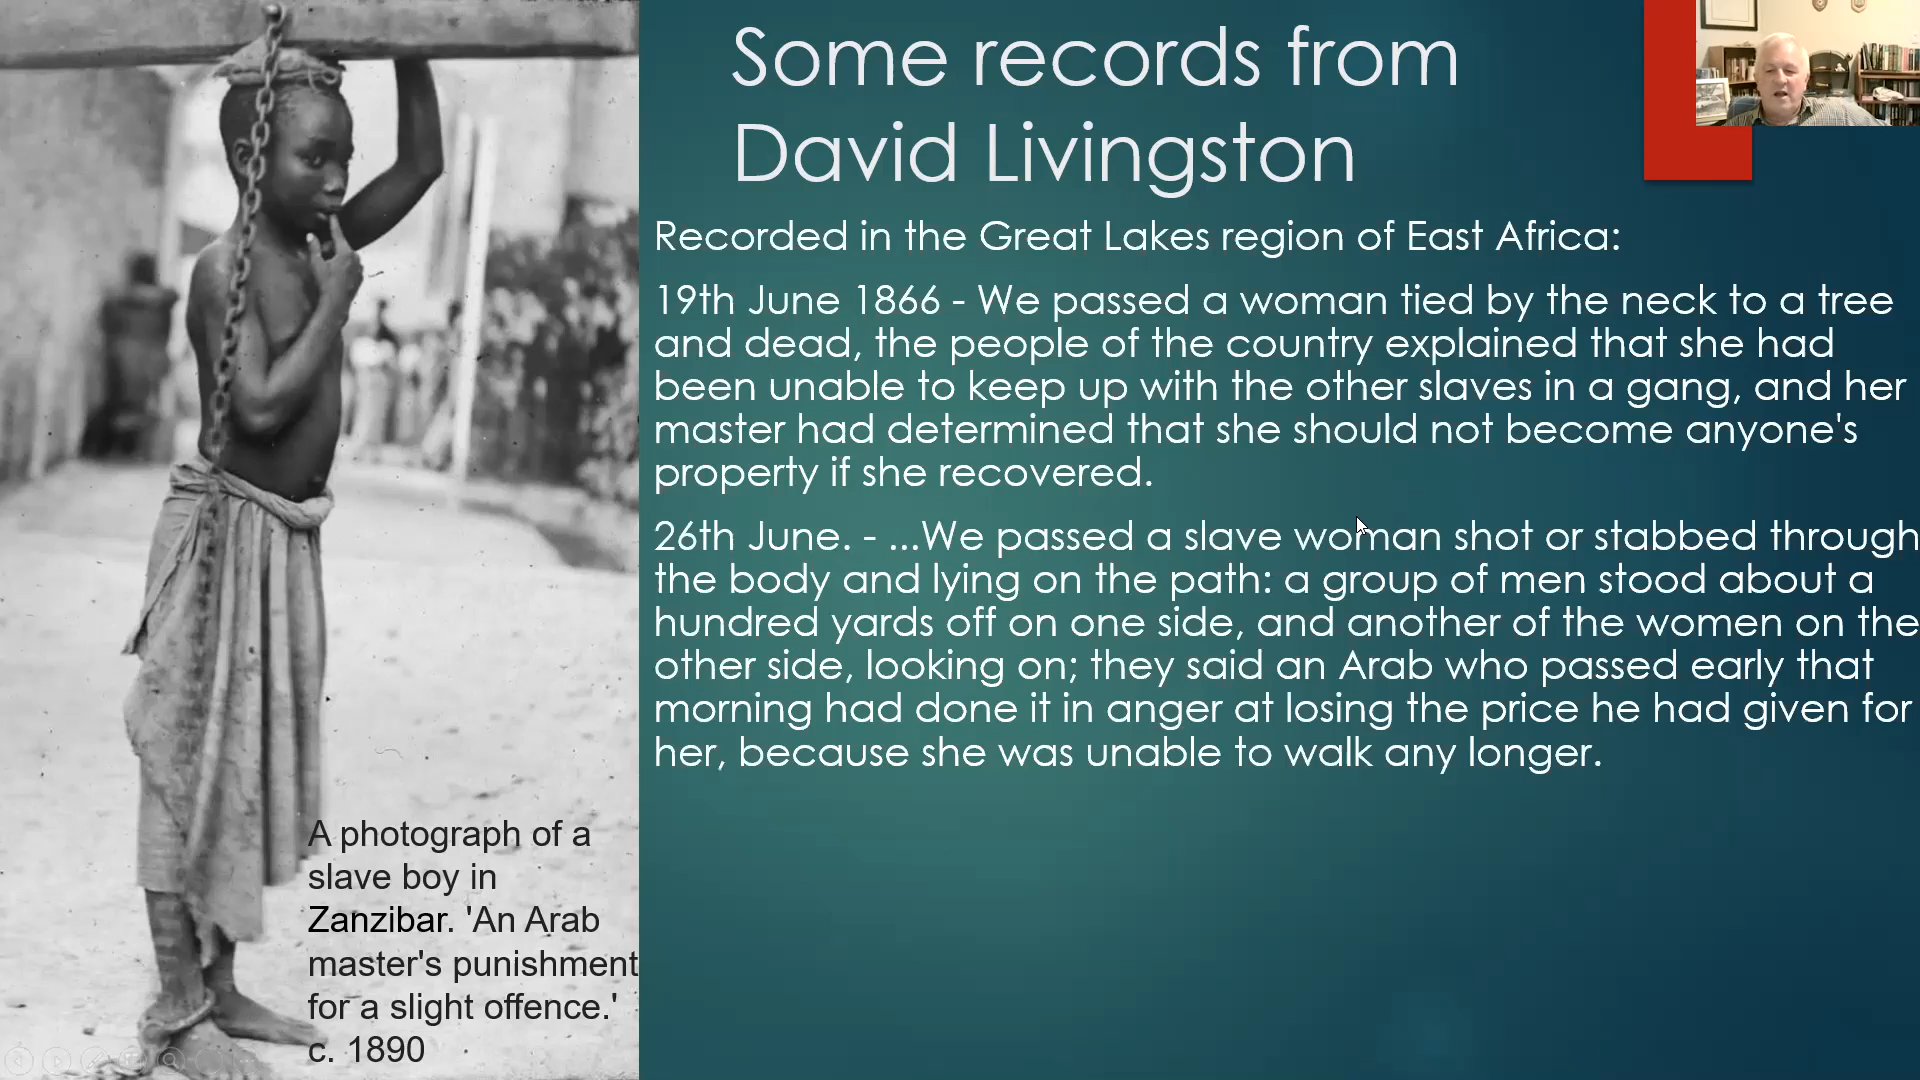 Some records from
David Livingston
Recorded in the Great Lakes region of East Africa:
19th June 1866 - We passed a woman tied by the neck to a tree
and dead, the people of the country explained that she had
been unable to keep up with the other slaves in a gang, and her
master had determined that she should not become anyone's
property if she recovered.
26th June. - ...We passed a slave woman shot or stabbed through
the body and lying on the path: a group of men stood about a
hundred yards off on one side, and another of the women on the
other side, looking on; they said an Arab who passed early that
morning had done it in anger at losing the price he had given for
her, because she was unable to walk any longer.
A photograph of a
slave boy in
Zanzibar. 'An Arab
master's punishment
for a slight offence.'
c. 1890